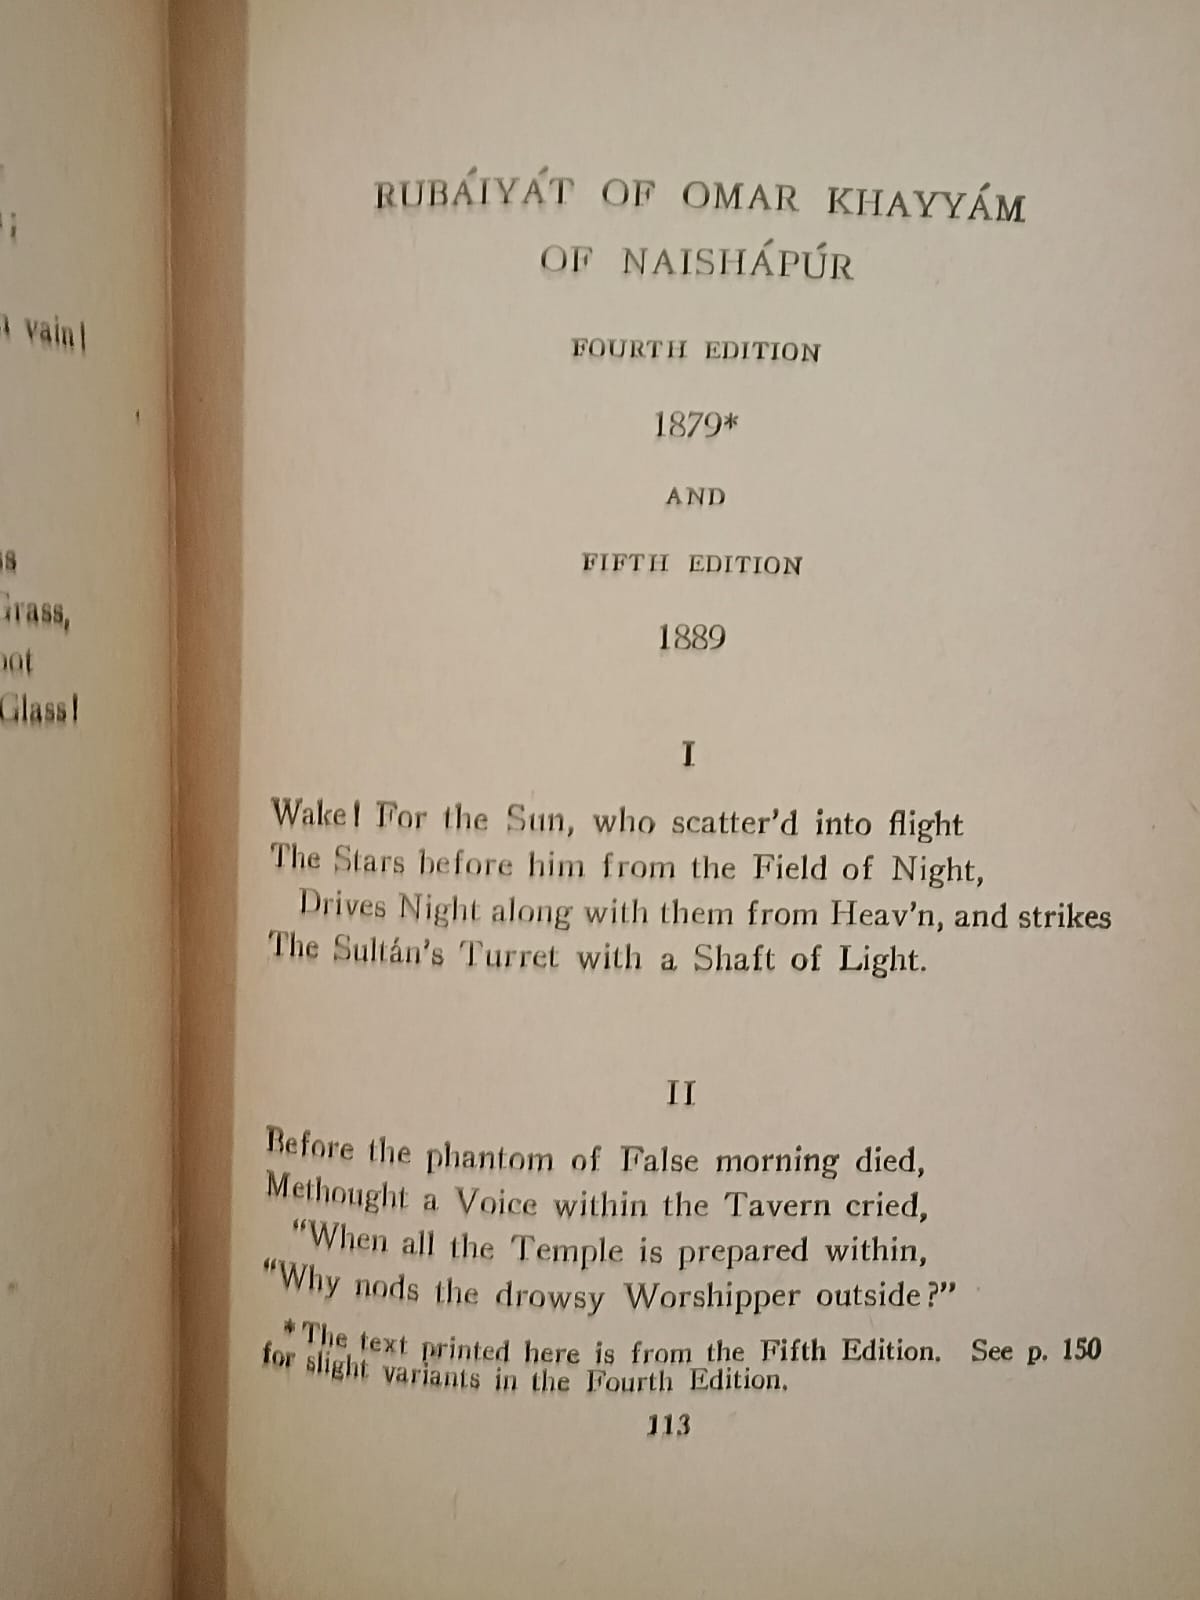 vain!
Grass,
Glass!
RUBÁIYÁT OF OMAR KHAYYÁM
OF NAISHÁPÚR
FOURTH EDITION
1879*
AND
FIFTH EDITION
1889
I
Wake! For the Sun, who scatter'd into flight
The Stars before him from the Field of Night,
Drives Night along with them from Heav'n, and strikes
The Sultán's Turret with a Shaft of Light.
II
Before the phantom of False morning died,
Methought a Voice within the Tavern cried,
"When all the Temple is prepared within,
"Why nods the drowsy Worshipper outside?"
*The text printed here is from the Fifth Edition. See p. 150
for slight variants in the Fourth Edition.
113